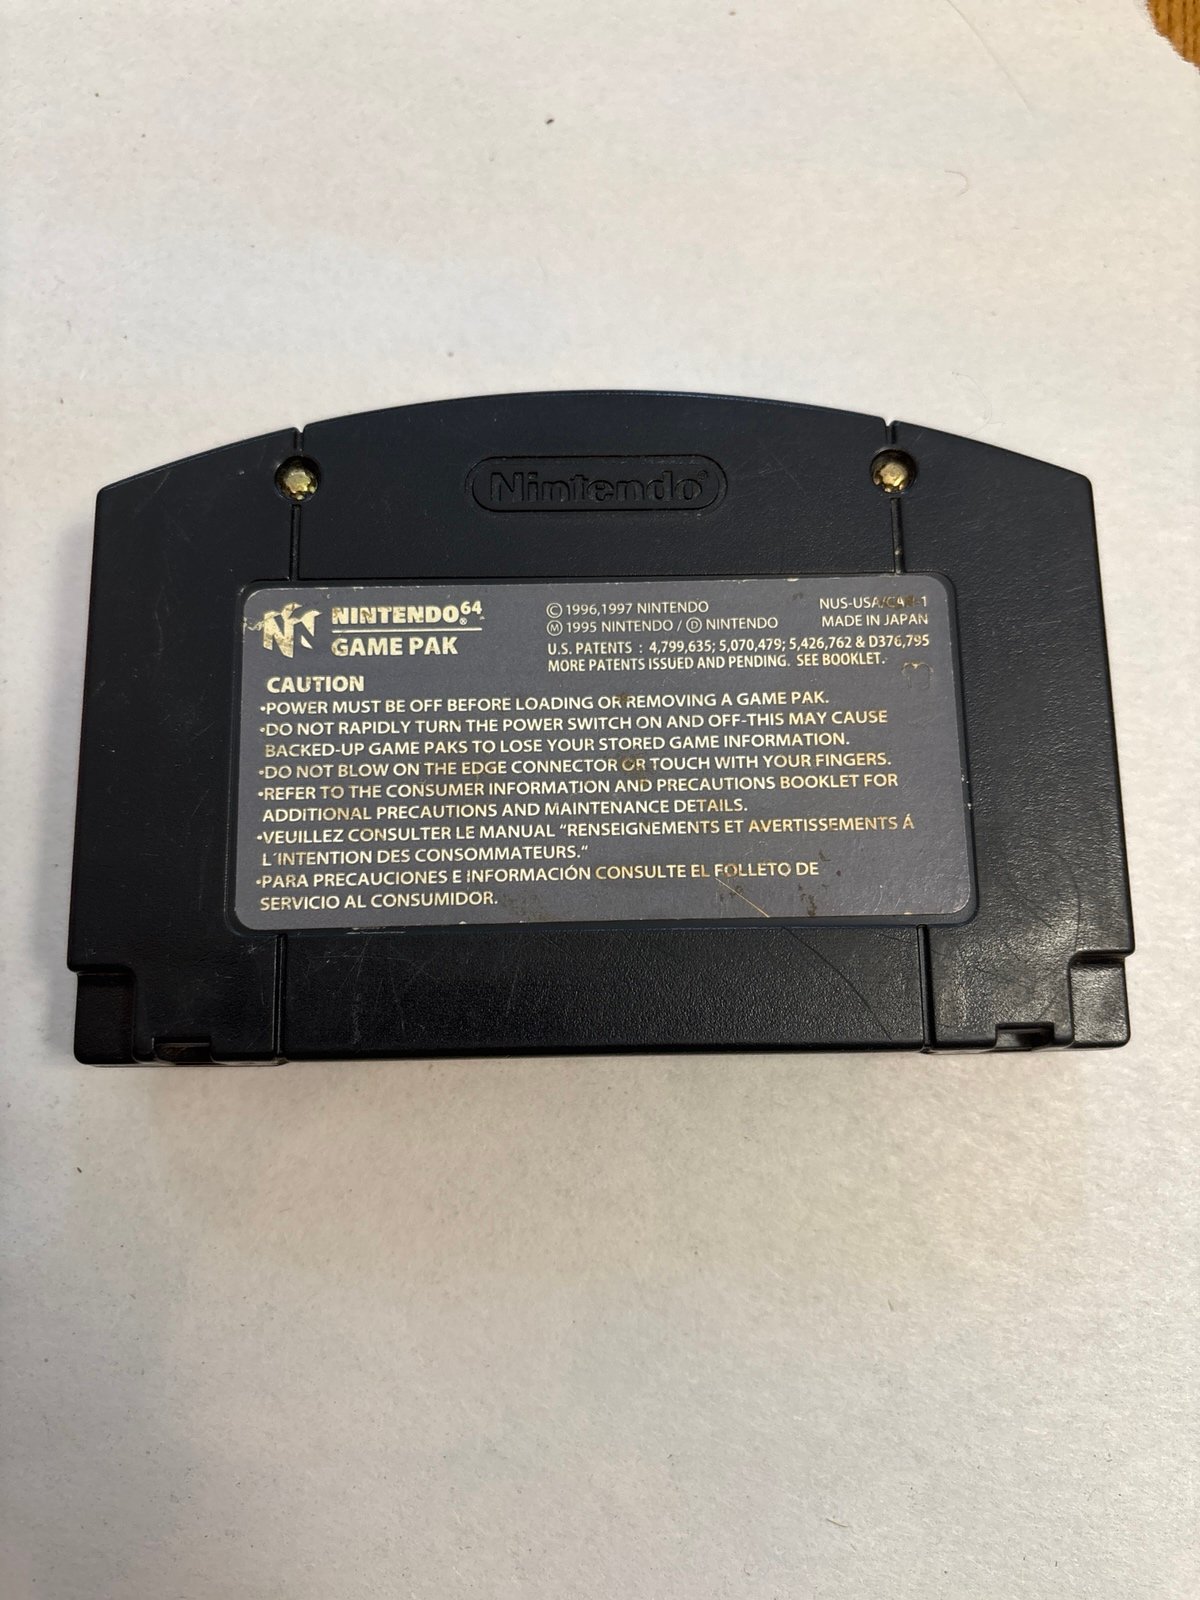 Nintendo®
NINTENDO64®
GAME PAK
© 1996,1997 NINTENDO
Ⓜ 1995 NINTENDO / Ⓓ NINTENDO
U.S. PATENTS : 4,799,635; 5,070,479; 5,426,762 & D376,795
MORE PATENTS ISSUED AND PENDING. SEE BOOKLET.
NUS-USA/CAN-1
MADE IN JAPAN
CAUTION
•POWER MUST BE OFF BEFORE LOADING OR REMOVING A GAME PAK.
•DO NOT RAPIDLY TURN THE POWER SWITCH ON AND OFF-THIS MAY CAUSE
BACKED-UP GAME PAKS TO LOSE YOUR STORED GAME INFORMATION.
•DO NOT BLOW ON THE EDGE CONNECTOR OR TOUCH WITH YOUR FINGERS.
•REFER TO THE CONSUMER INFORMATION AND PRECAUTIONS BOOKLET FOR
ADDITIONAL PRECAUTIONS AND MAINTENANCE DETAILS.
•VEUILLEZ CONSULTER LE MANUAL "RENSEIGNEMENTS ET AVERTISSEMENTS Á
L'INTENTION DES CONSOMMATEURS."
•PARA PRECAUCIONES E INFORMACIÓN CONSULTE EL FOLLETO DE
SERVICIO AL CONSUMIDOR.